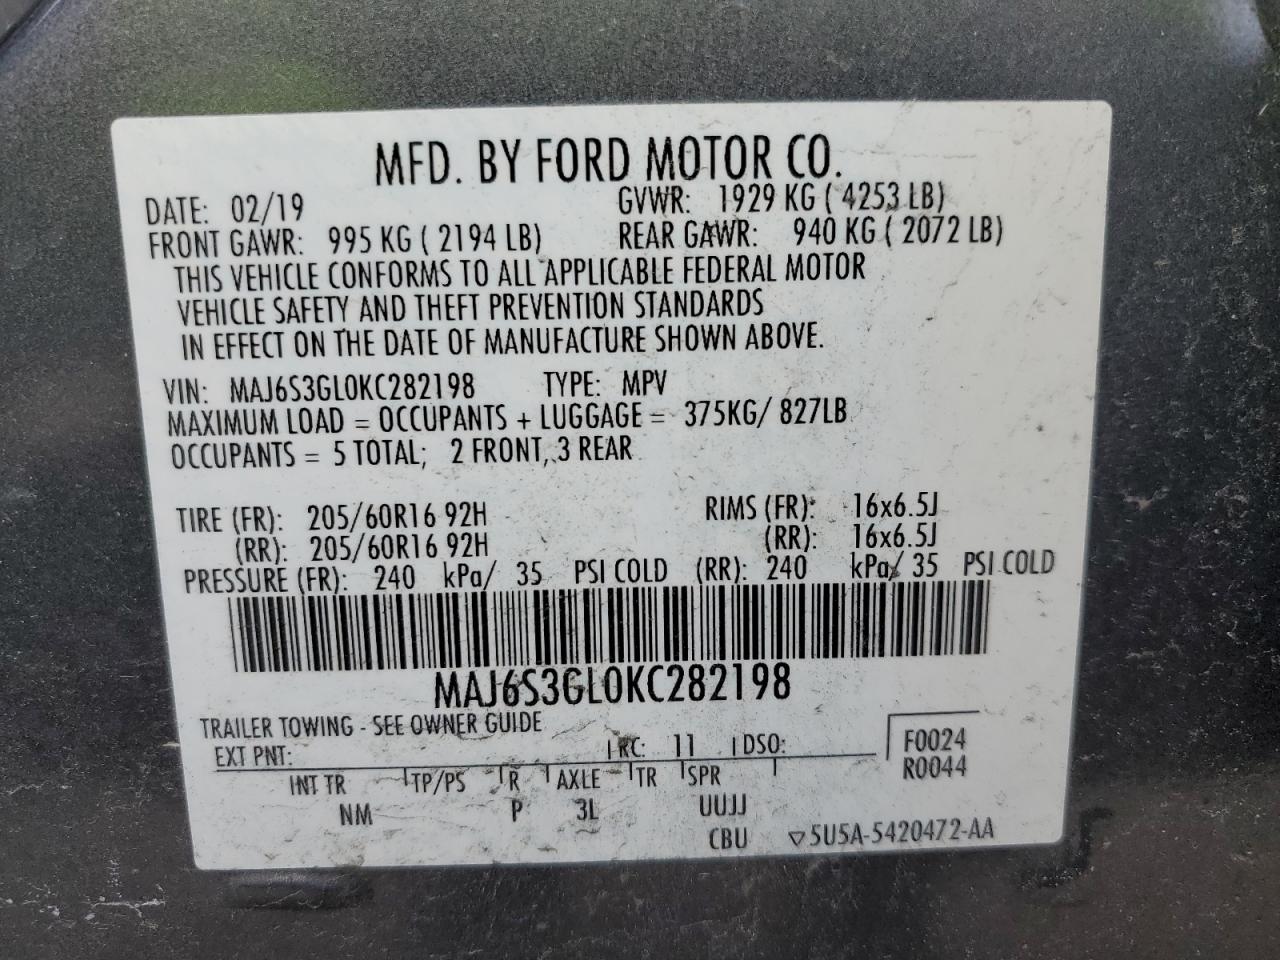 MFD. BY FORD MOTOR CO.
DATE: 02/19 GVWR: 1929 KG ( 4253 LB)
FRONT GAWR: 995 KG ( 2194 LB) REAR GAWR: 940 KG ( 2072 LB)
THIS VEHICLE CONFORMS TO ALL APPLICABLE FEDERAL MOTOR
VEHICLE SAFETY AND THEFT PREVENTION STANDARDS
IN EFFECT ON THE DATE OF MANUFACTURE SHOWN ABOVE.
VIN: MAJ6S3GL0KC282198 TYPE: MPV
MAXIMUM LOAD = OCCUPANTS + LUGGAGE = 375KG/ 827LB
OCCUPANTS = 5 TOTAL; 2 FRONT, 3 REAR
TIRE (FR): 205/60R16 92H RIMS (FR): 16x6.5J
(RR): 205/60R16 92H (RR): 16x6.5J
PRESSURE (FR): 240 kPa/ 35 PSI COLD (RR): 240 kPa/ 35 PSI COLD
MAJ6S3GL0KC282198
TRAILER TOWING - SEE OWNER GUIDE
EXT PNT: RC: 11 DSO: F0024
INT TR TP/PS R AXLE TR SPR R0044
NM P 3L UUJJ
CBU ▽5U5A-5420472-AA